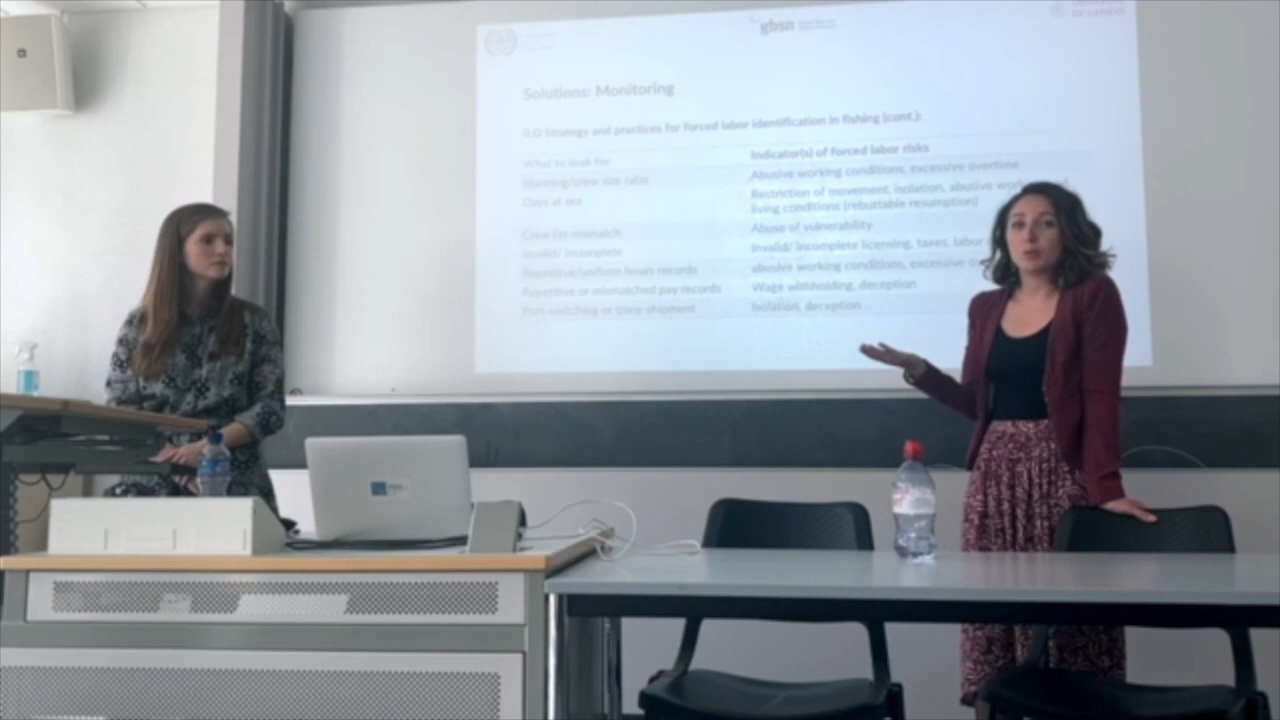 gbsn
Solutions: Monitoring
ILO Strategy and practices for forced labor identification in fishing (cont.):
What to look for
Indicator(s) of forced labor risks
Manning/crew size ratio
Abusive working conditions, excessive overtime
Days at sea
Restriction of movement, isolation, abusive
living conditions (rebuttable resumption)
Crew list mismatch
Abuse of vulnerability
Invalid/ incomplete
Invalid/ incomplete licensing, taxes, labor
Repetitive/uniform hours records
abusive working conditions, excessive
Repetitive or mismatched pay records
Wage withholding, deception
Port-switching or trans-shipment
Isolation, deception